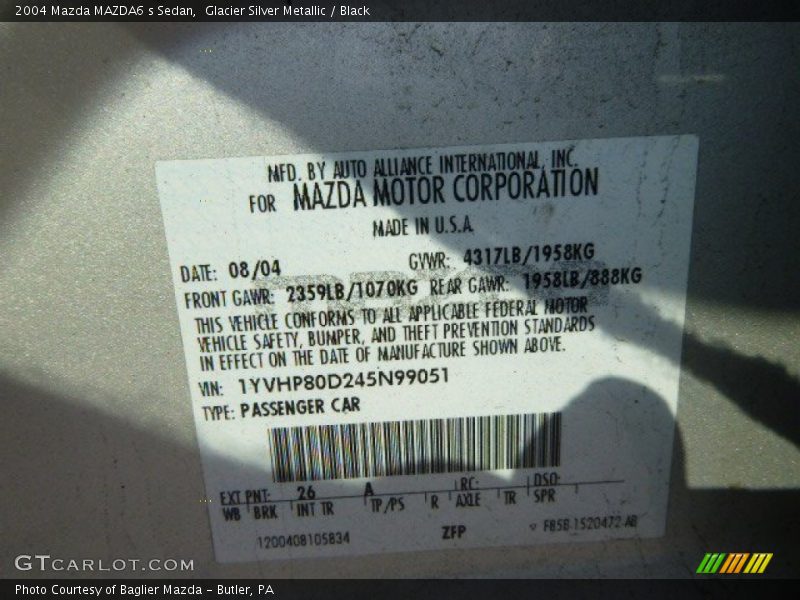 2004 Mazda MAZDA6 s Sedan,  Glacier Silver Metallic / Black
MFD. BY AUTO ALLIANCE INTERNATIONAL, INC.
FOR MAZDA MOTOR CORPORATION
MADE IN U.S.A.
DATE: 08/04 GVWR: 4317LB/1958KG
FRONT GAWR: 2359LB/1070KG REAR GAWR: 1958LB/888KG
THIS VEHICLE CONFORMS TO ALL APPLICABLE FEDERAL MOTOR
VEHICLE SAFETY, BUMPER, AND THEFT PREVENTION STANDARDS
IN EFFECT ON THE DATE OF MANUFACTURE SHOWN ABOVE.
VIN: 1YVHP80D245N99051
TYPE: PASSENGER CAR
EXT PNT: 26 A RC: DSO:
WB BRK INT TR TP/PS R AXLE TR SPR
1200408105834 ZFP F85B-1520472-AB
GTCARLOT.COM
Photo Courtesy of Baglier Mazda - Butler, PA